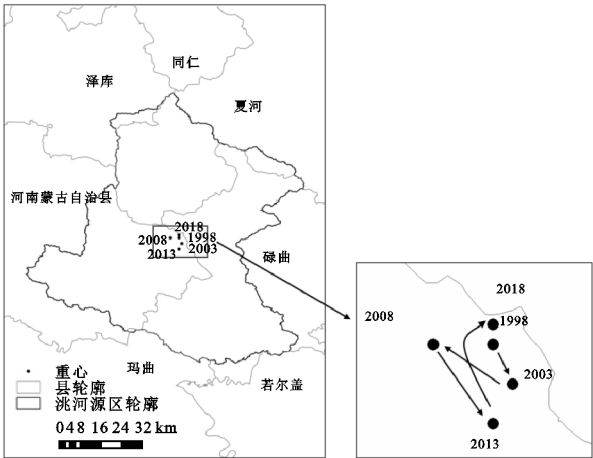 同仁
泽库
夏河
河南蒙古自治县
2018
2008 1998
2013 2003
碌曲
2018
1998
2008
2003
2013
玛曲
若尔盖
重心
县轮廓
洮河源区轮廓
0 4 8 16 24 32 km